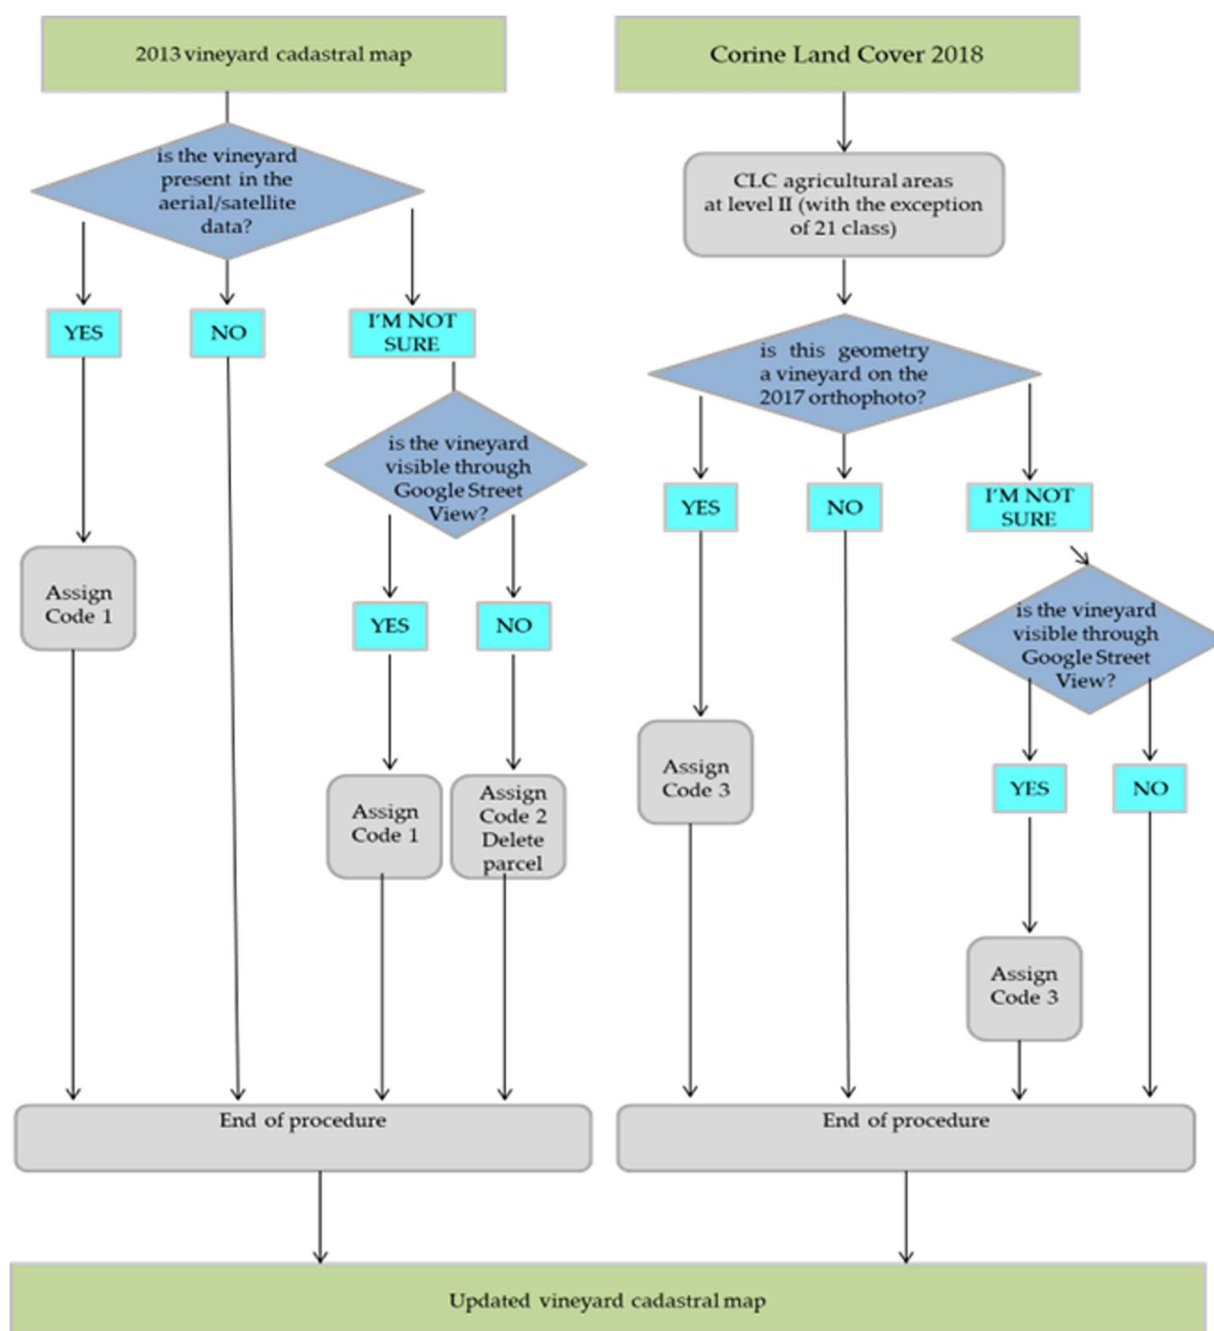 2013 vineyard cadastral map
is the vineyard
present in the
aerial/satellite
data?
YES
NO
I'M NOT
SURE
is the vineyard
visible through
Google Street
View?
YES
NO
Assign
Code 1
Assign
Code 1
Assign
Code 2
Delete
parcel
End of procedure
Corine Land Cover 2018
CLC agricultural areas
at level II (with the exception
of 21 class)
is this geometry
a vineyard on the
2017 orthophoto?
YES
NO
I'M NOT
SURE
is the vineyard
visible through
Google Street
View?
YES
NO
Assign
Code 3
Assign
Code 3
End of procedure
Updated vineyard cadastral map